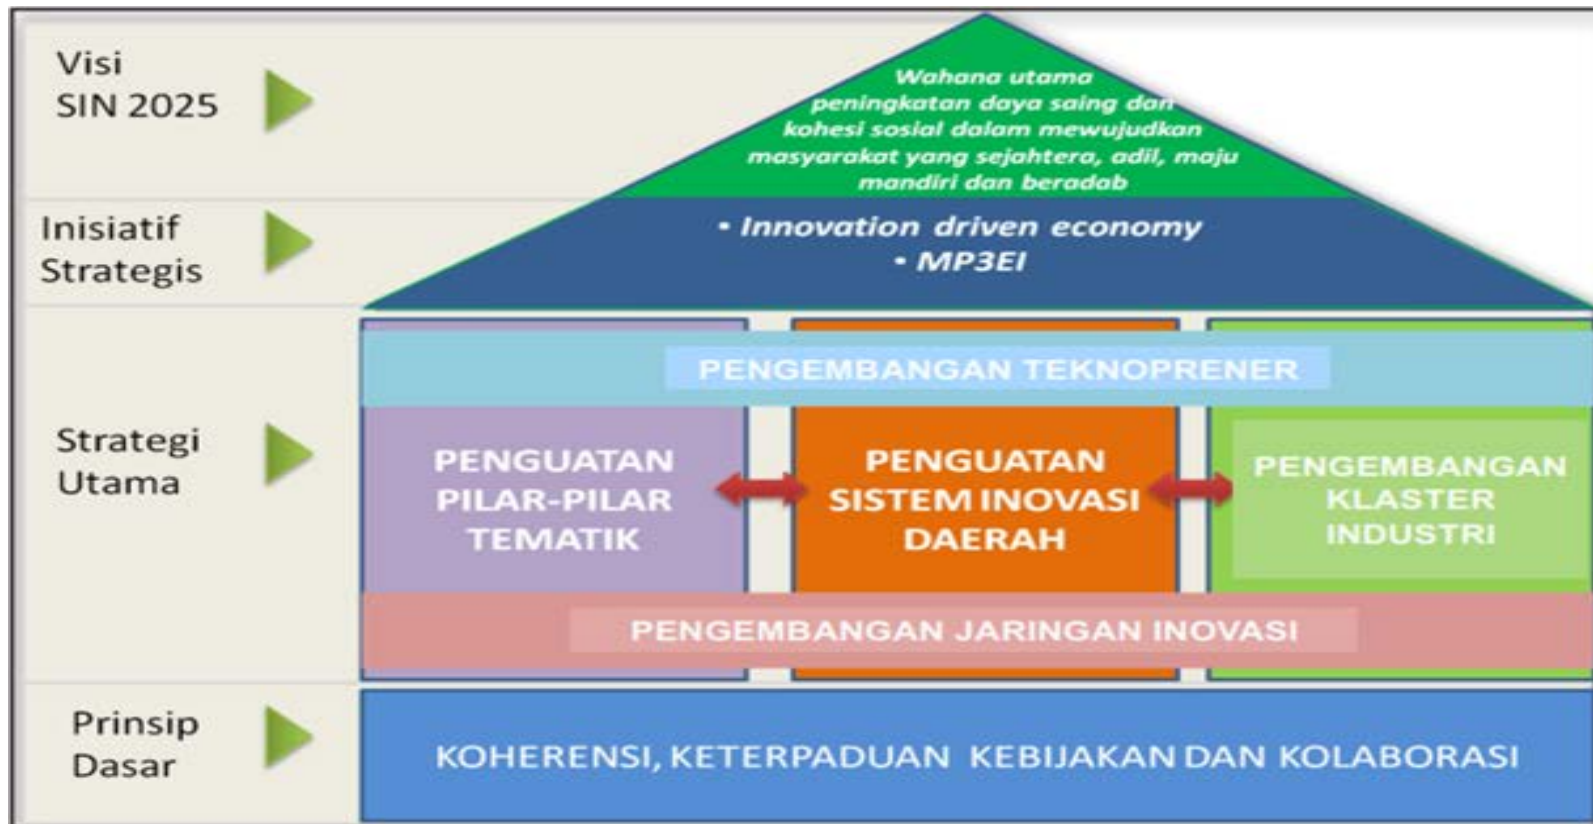 Visi
SIN 2025
Wahana utama
peningkatan daya saing dan
kohesi sosial dalam mewujudkan
masyarakat yang sejahtera, adil, maju
mandiri dan beradab
Inisiatif
Strategis
• Innovation driven economy
• MP3EI
Strategi
Utama
PENGEMBANGAN TEKNOPRENER
PENGUATAN
PILAR-PILAR
TEMATIK
PENGUATAN
SISTEM INOVASI
DAERAH
PENGEMBANGAN
KLASTER
INDUSTRI
PENGEMBANGAN JARINGAN INOVASI
Prinsip
Dasar
KOHERENSI, KETERPADUAN KEBIJAKAN DAN KOLABORASI